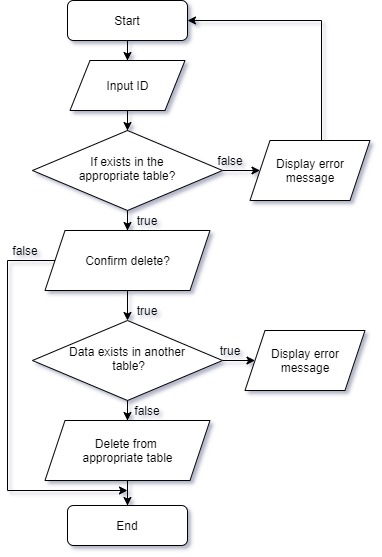 Start
Input ID
If exists in the
appropriate table?
false
Display error
message
true
false
Confirm delete?
true
Data exists in another
table?
true
Display error
message
false
Delete from
appropriate table
End